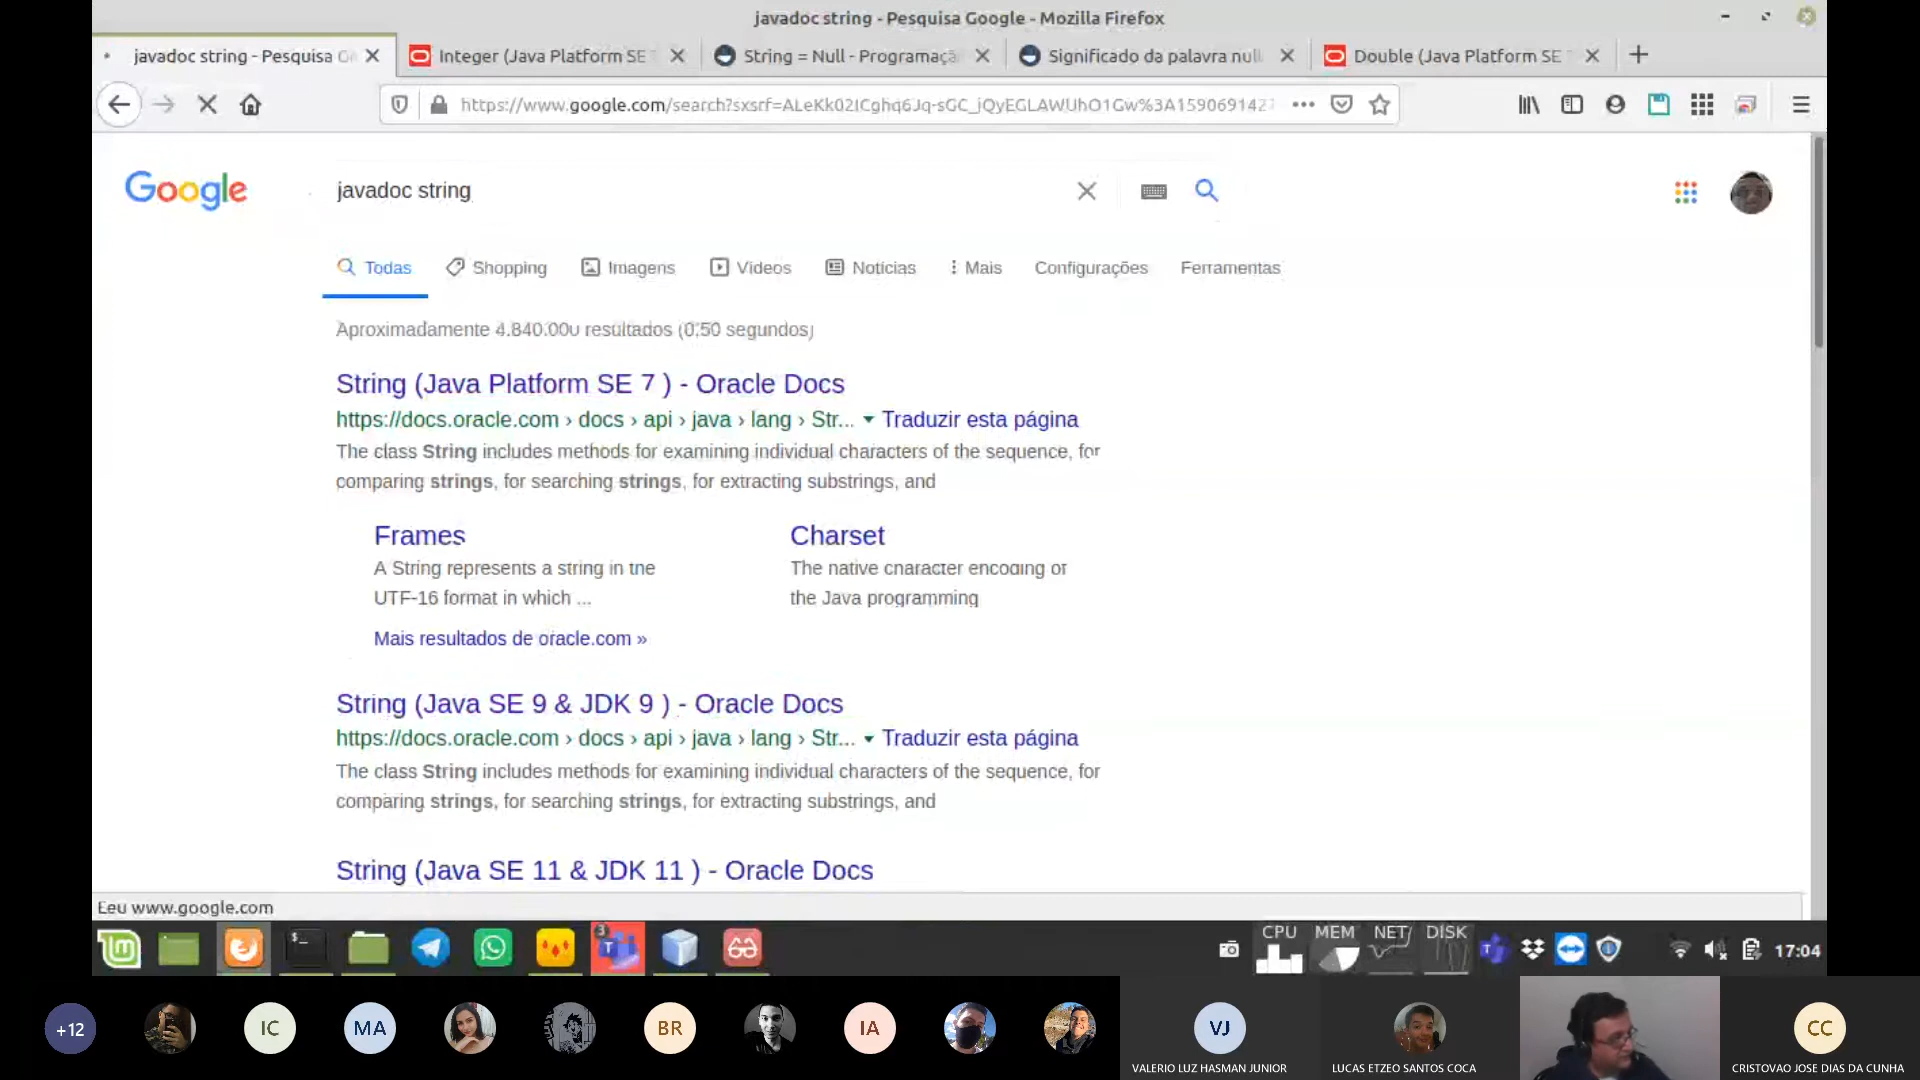 javadoc string - Pesquisa Google - Mozilla Firefox
javadoc string - Pesquisa Go
Integer (Java Platform SE
String = Null - Programaçã
Significado da palavra null
Double (Java Platform SE
https://www.google.com/search?sxsrf=ALeKk02ICghq6Jq-sGC_jQyEGLAWUhO1Gw%3A1590691427
Google
javadoc string
Todas
Shopping
Imagens
Vídeos
Notícias
Mais
Configurações
Ferramentas
Aproximadamente 4.840.000 resultados (0,50 segundos)
String (Java Platform SE 7 ) - Oracle Docs
https://docs.oracle.com › docs › api › java › lang › Str... ▾ Traduzir esta página
The class String includes methods for examining individual characters of the sequence, for
comparing strings, for searching strings, for extracting substrings, and
Frames
A String represents a string in the
UTF-16 format in which ...
Charset
The native character encoding of
the Java programming
Mais resultados de oracle.com »
String (Java SE 9 & JDK 9 ) - Oracle Docs
https://docs.oracle.com › docs › api › java › lang › Str... ▾ Traduzir esta página
The class String includes methods for examining individual characters of the sequence, for
comparing strings, for searching strings, for extracting substrings, and
String (Java SE 11 & JDK 11 ) - Oracle Docs
Leu www.google.com
3
CPU
MEM
NET
DISK
17:04
+12
IC
MA
BR
IA
VJ
CC
VALERIO LUZ HASMAN JUNIOR
LUCAS ETZEO SANTOS COCA
CRISTOVAO JOSE DIAS DA CUNHA